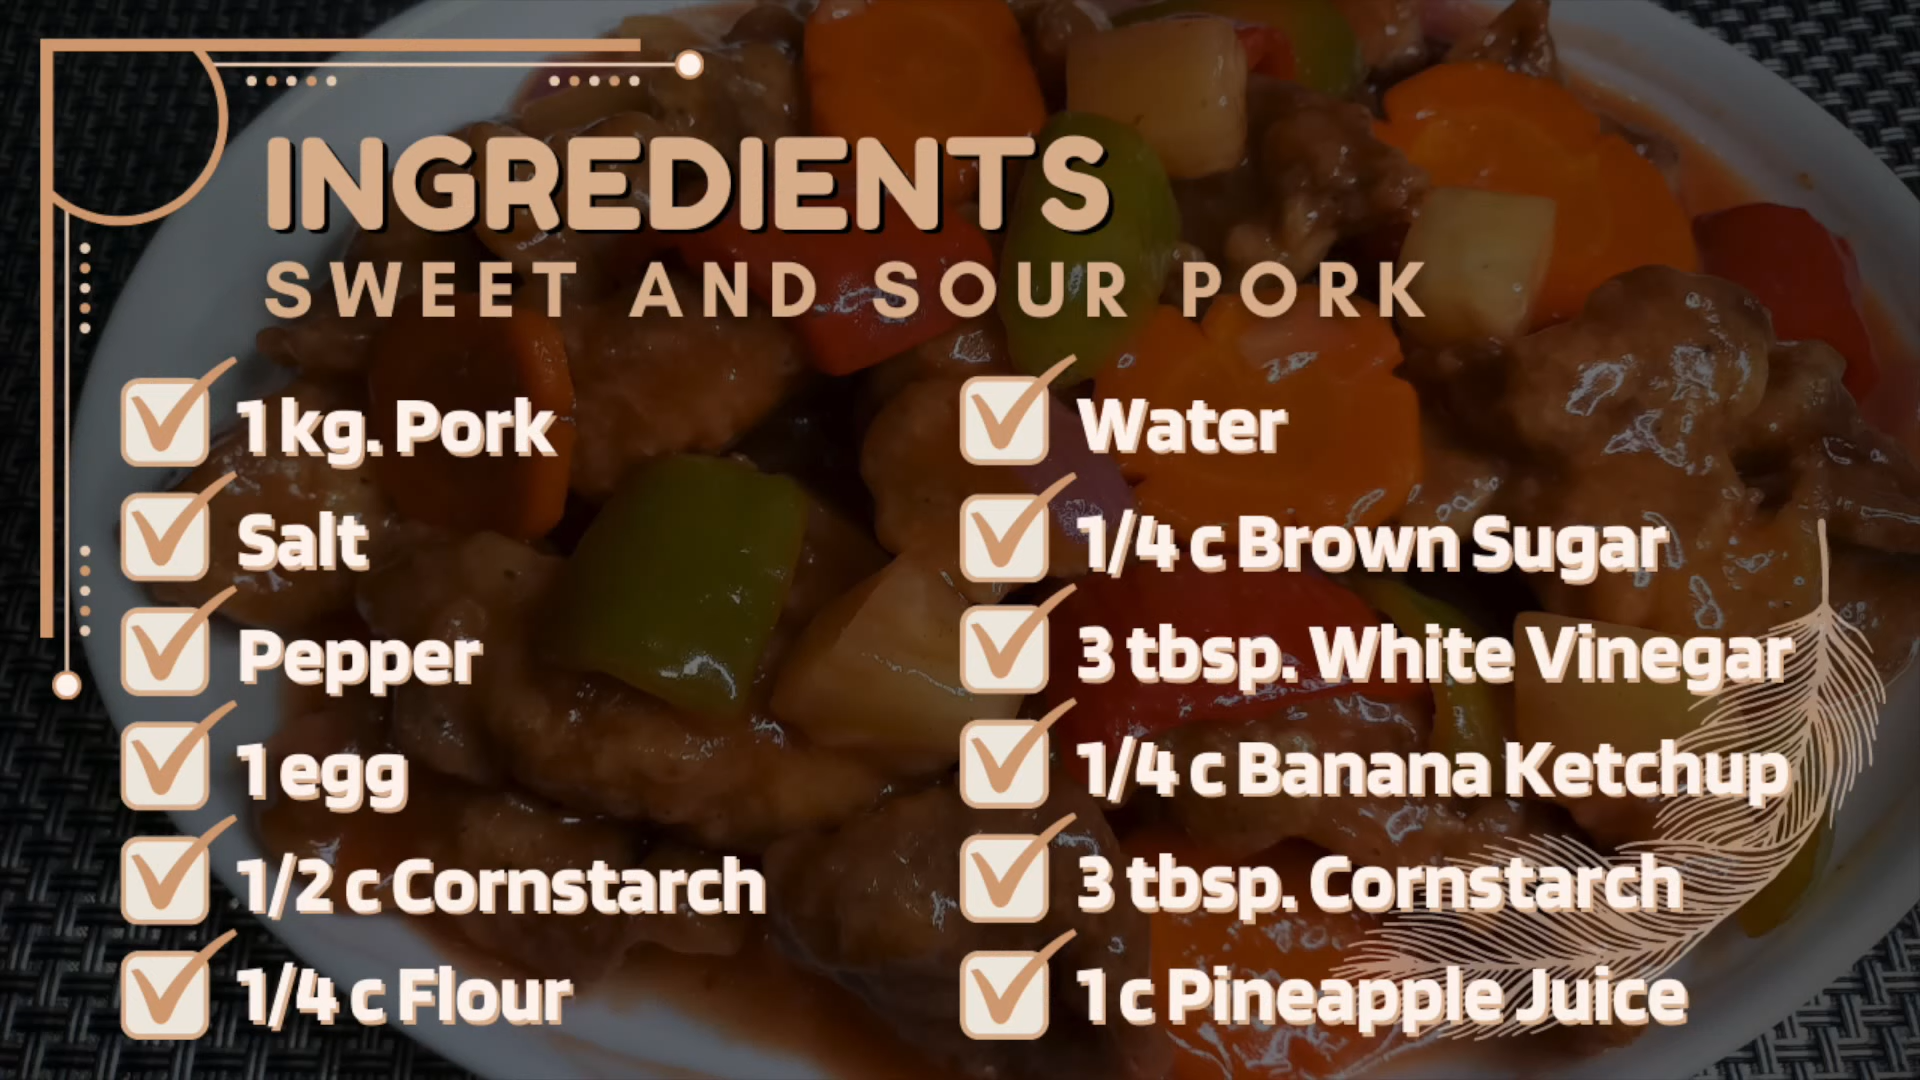 INGREDIENTS
SWEET AND SOUR PORK
1 kg. Pork
Salt
Pepper
1 egg
1/2 c Cornstarch
1/4 c Flour
Water
1/4 c Brown Sugar
3 tbsp. White Vinegar
1/4 c Banana Ketchup
3 tbsp. Cornstarch
1 c Pineapple Juice